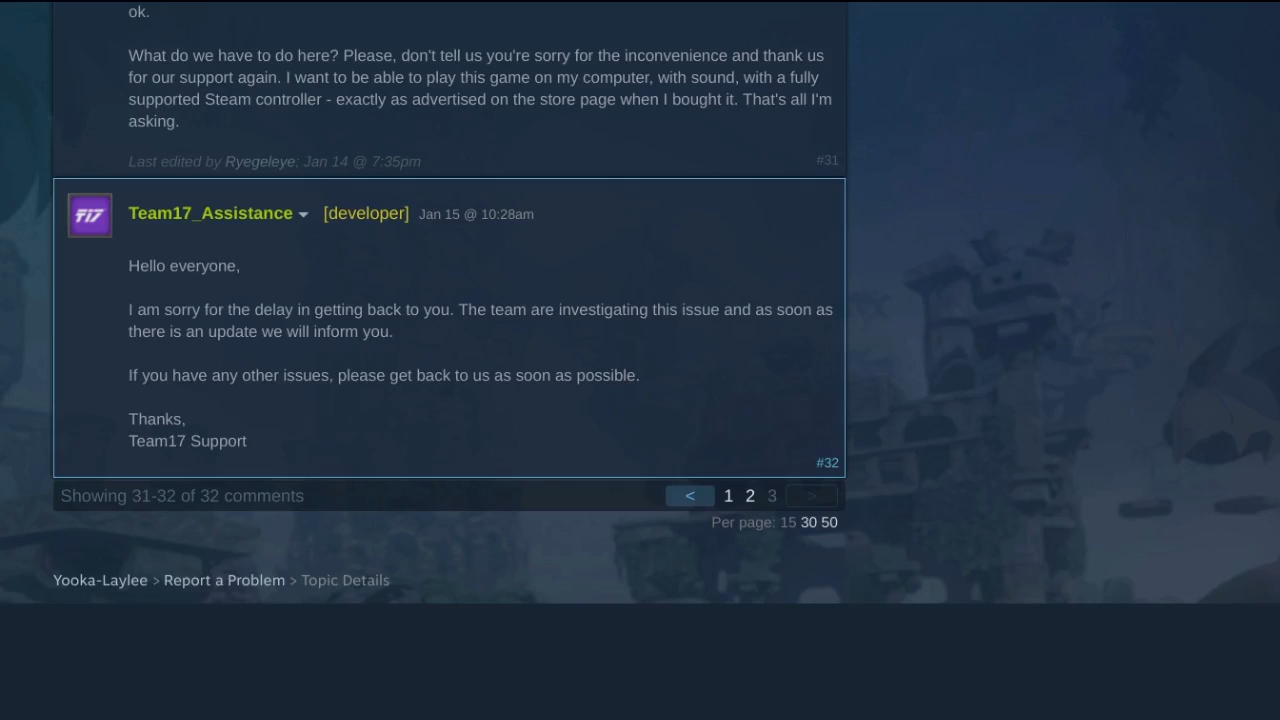 ok.
What do we have to do here? Please, don't tell us you're sorry for the inconvenience and thank us
for our support again. I want to be able to play this game on my computer, with sound, with a fully
supported Steam controller - exactly as advertised on the store page when I bought it. That's all I'm
asking.
Last edited by Ryegeleye; Jan 14 @ 7:35pm
#31
Team17_Assistance [developer] Jan 15 @ 10:28am
Hello everyone,
I am sorry for the delay in getting back to you. The team are investigating this issue and as soon as
there is an update we will inform you.
If you have any other issues, please get back to us as soon as possible.
Thanks,
Team17 Support
#32
Showing 31-32 of 32 comments
< 1 2 3 >
Per page: 15 30 50
Yooka-Laylee > Report a Problem > Topic Details